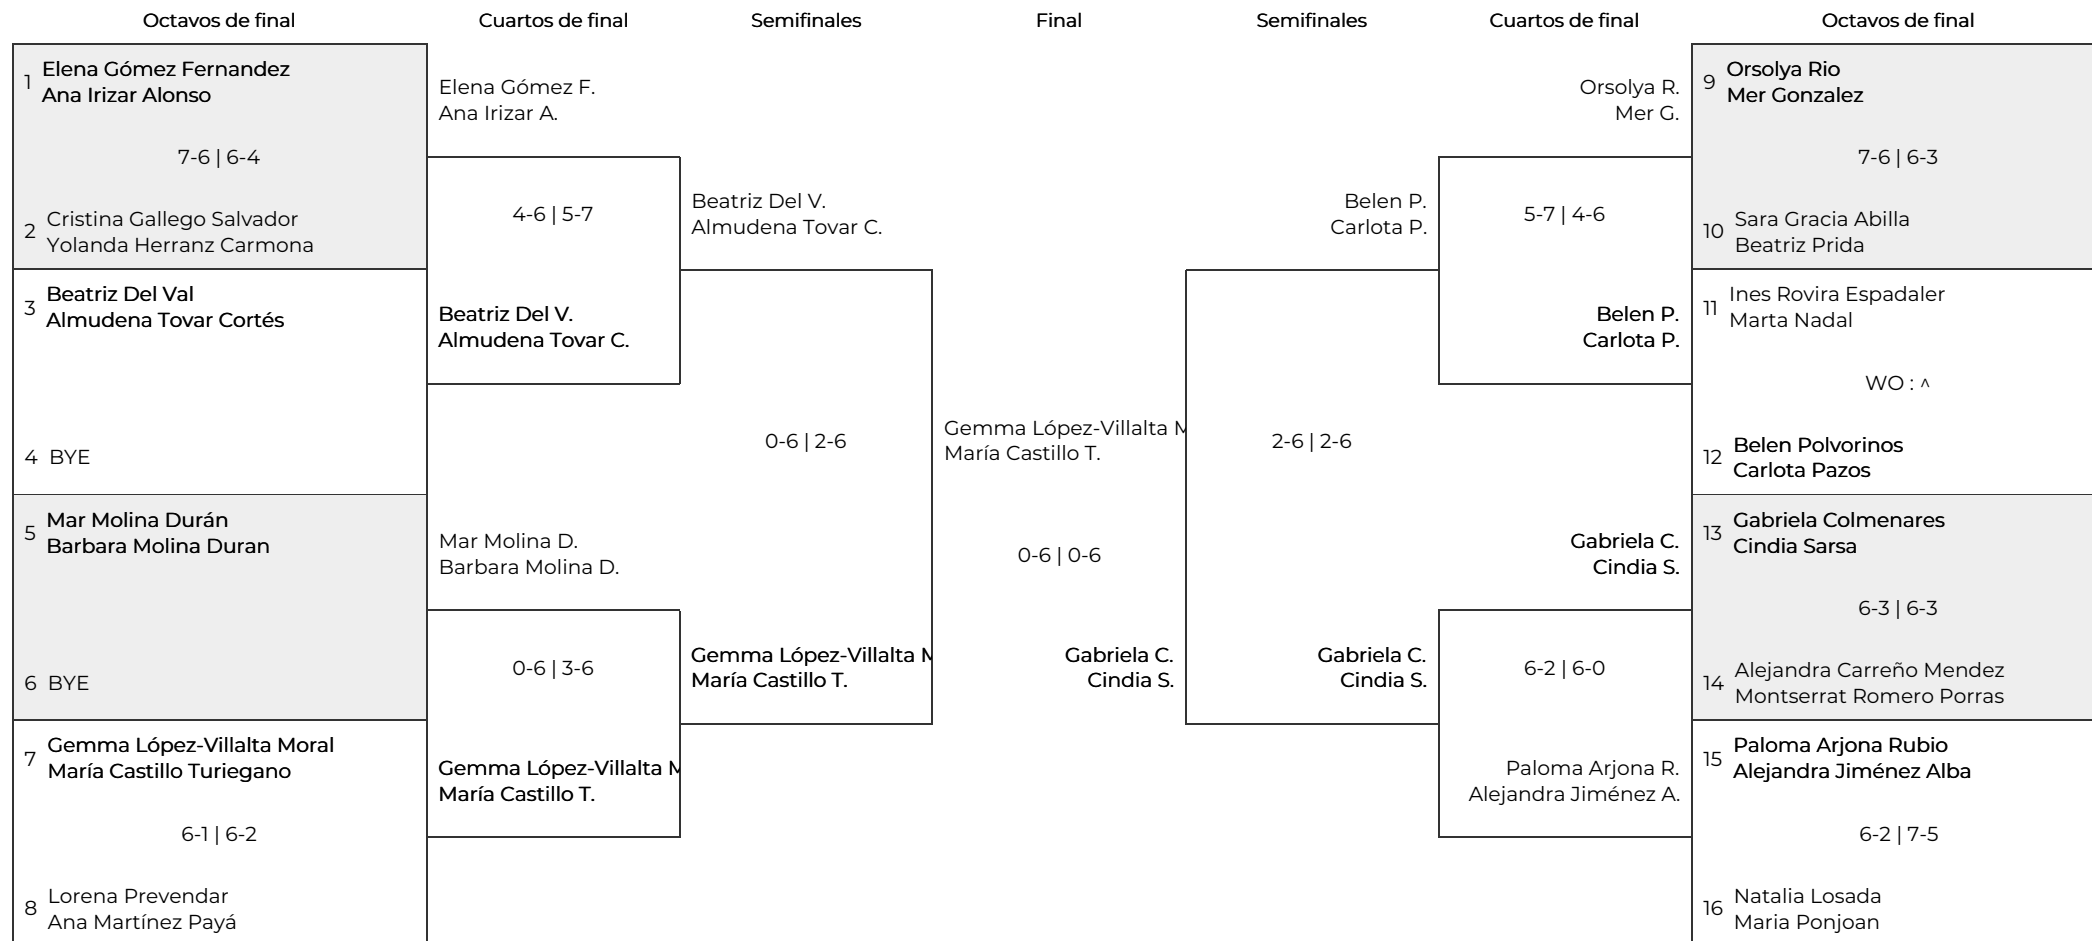 Octavos de final
Cuartos de final
Semifinales
Final
Semifinales
Cuartos de final
Octavos de final
1
Elena Gómez Fernandez
Ana Irizar Alonso
7-6 | 6-4
2
Cristina Gallego Salvador
Yolanda Herranz Carmona
3
Beatriz Del Val
Almudena Tovar Cortés
4 BYE
5
Mar Molina Durán
Barbara Molina Duran
6 BYE
7
Gemma López-Villalta Moral
María Castillo Turiegano
6-1 | 6-2
8
Lorena Prevendar
Ana Martínez Payá
Elena Gómez F.
Ana Irizar A.
4-6 | 5-7
Beatriz Del V.
Almudena Tovar C.
Mar Molina D.
Barbara Molina D.
0-6 | 3-6
Gemma López-Villalta M
María Castillo T.
Beatriz Del V.
Almudena Tovar C.
0-6 | 2-6
Gemma López-Villalta M
María Castillo T.
Gemma López-Villalta M
María Castillo T.
0-6 | 0-6
Gabriela C.
Cindia S.
Belen P.
Carlota P.
2-6 | 2-6
Gabriela C.
Cindia S.
Orsolya R.
Mer G.
5-7 | 4-6
Belen P.
Carlota P.
Gabriela C.
Cindia S.
6-2 | 6-0
Paloma Arjona R.
Alejandra Jiménez A.
9
Orsolya Rio
Mer Gonzalez
7-6 | 6-3
10
Sara Gracia Abilla
Beatriz Prida
11
Ines Rovira Espadaler
Marta Nadal
WO : ^
12
Belen Polvorinos
Carlota Pazos
13
Gabriela Colmenares
Cindia Sarsa
6-3 | 6-3
14
Alejandra Carreño Mendez
Montserrat Romero Porras
15
Paloma Arjona Rubio
Alejandra Jiménez Alba
6-2 | 7-5
16
Natalia Losada
Maria Ponjoan